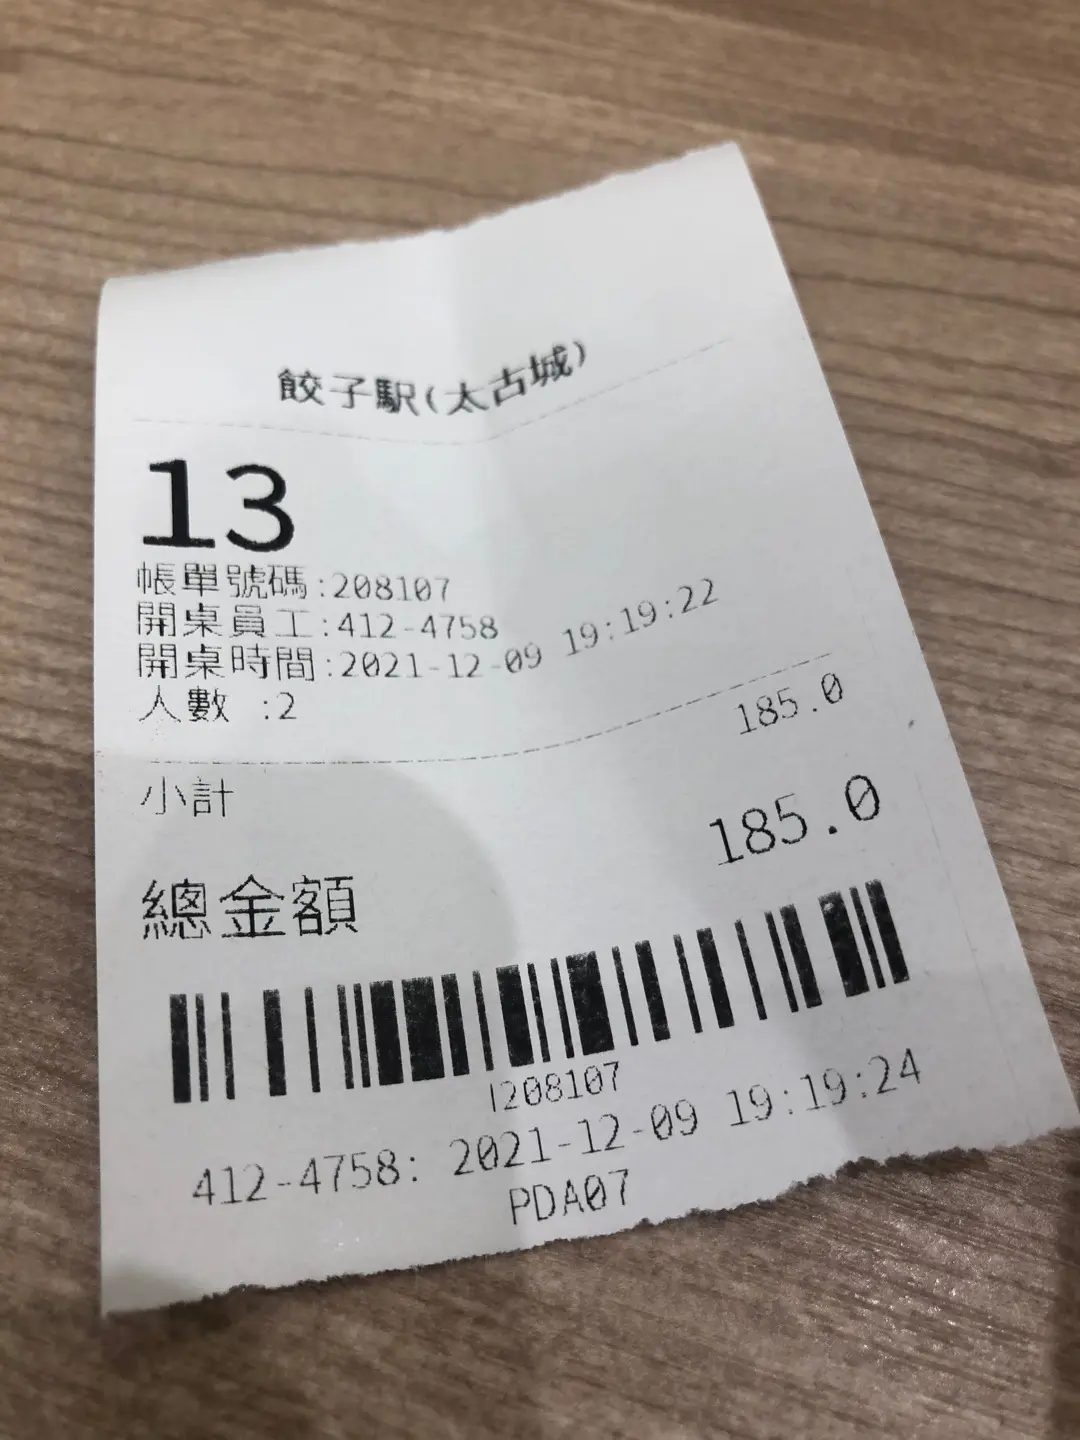 餃子駅(太古城)
13
帳單號碼:208107
開桌員工:412-4758
開桌時間:2021-12-09 19:19:22
人數 :2
小計 185.0
總金額 185.0
1208107
412-4758: 2021-12-09 19:19:24
PDA07